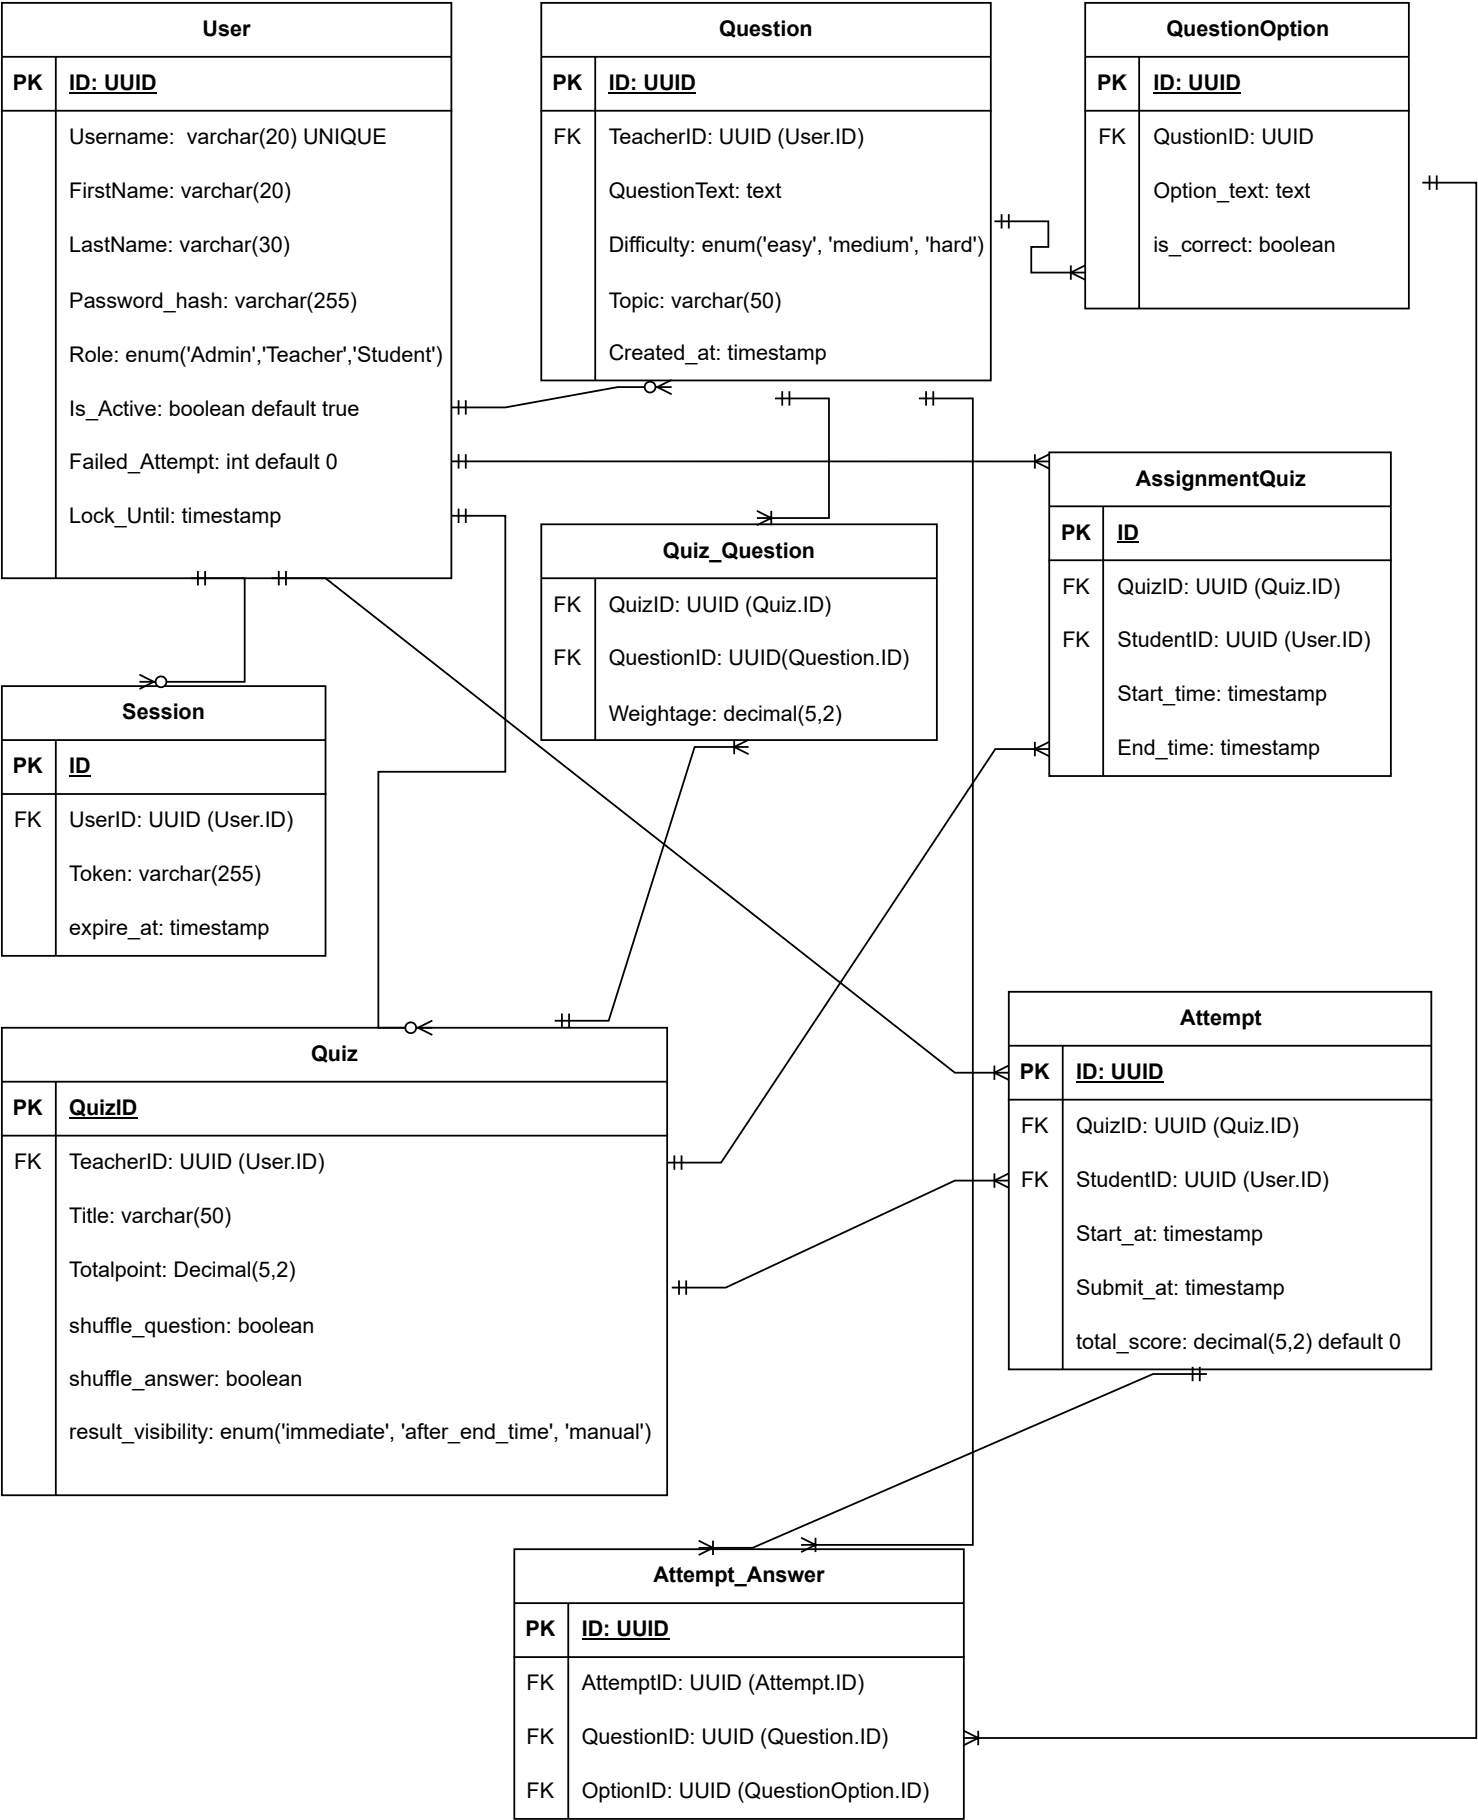 User
PK ID: UUID
Username:  varchar(20) UNIQUE
FirstName: varchar(20)
LastName: varchar(30)
Password_hash: varchar(255)
Role: enum('Admin','Teacher','Student')
Is_Active: boolean default true
Failed_Attempt: int default 0
Lock_Until: timestamp
Question
PK ID: UUID
FK TeacherID: UUID (User.ID)
QuestionText: text
Difficulty: enum('easy', 'medium', 'hard')
Topic: varchar(50)
Created_at: timestamp
QuestionOption
PK ID: UUID
FK QustionID: UUID
Option_text: text
is_correct: boolean
AssignmentQuiz
PK ID
FK QuizID: UUID (Quiz.ID)
FK StudentID: UUID (User.ID)
Start_time: timestamp
End_time: timestamp
Quiz_Question
FK QuizID: UUID (Quiz.ID)
FK QuestionID: UUID(Question.ID)
Weightage: decimal(5,2)
Session
PK ID
FK UserID: UUID (User.ID)
Token: varchar(255)
expire_at: timestamp
Quiz
PK QuizID
FK TeacherID: UUID (User.ID)
Title: varchar(50)
Totalpoint: Decimal(5,2)
shuffle_question: boolean
shuffle_answer: boolean
result_visibility: enum('immediate', 'after_end_time', 'manual')
Attempt
PK ID: UUID
FK QuizID: UUID (Quiz.ID)
FK StudentID: UUID (User.ID)
Start_at: timestamp
Submit_at: timestamp
total_score: decimal(5,2) default 0
Attempt_Answer
PK ID: UUID
FK AttemptID: UUID (Attempt.ID)
FK QuestionID: UUID (Question.ID)
FK OptionID: UUID (QuestionOption.ID)